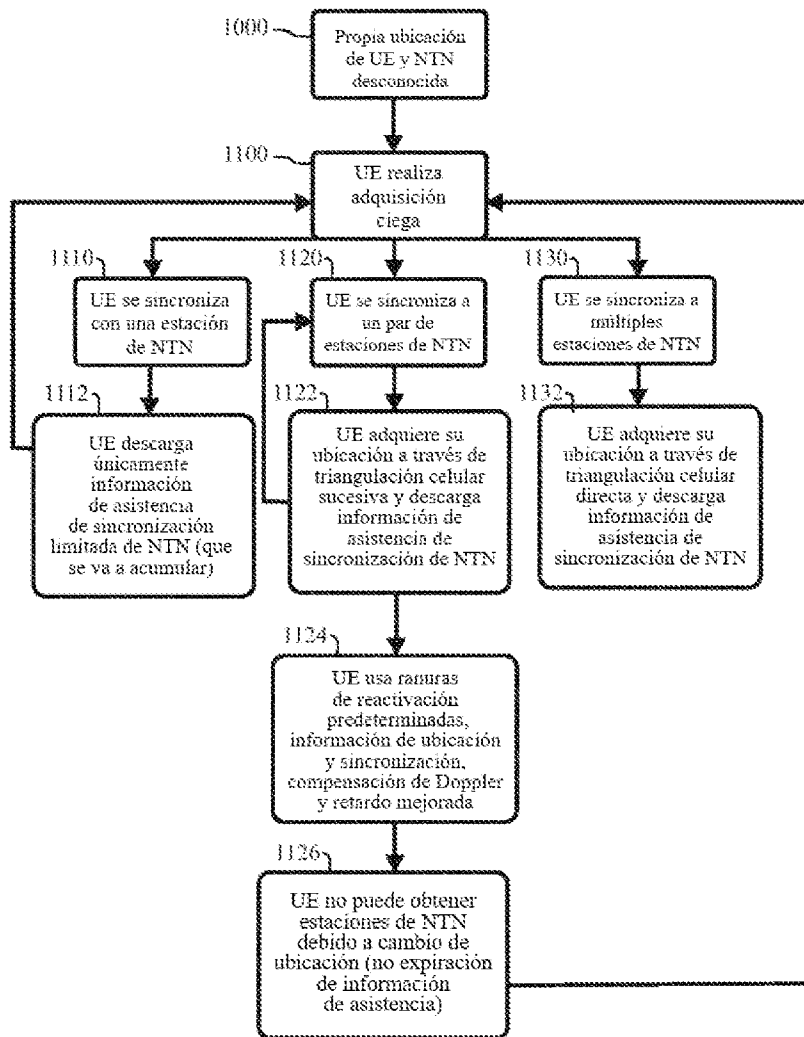 1000
Propia ubicación
de UE y NTN
desconocida
1100
UE realiza
adquisición
ciega
1110
UE se sincroniza
con una estación
de NTN
1120
UE se sincroniza a
un par de
estaciones de NTN
1130
UE se sincroniza a
múltiples
estaciones de NTN
1112
UE descarga
únicamente
información
de asistencia
de sincronización
limitada de NTN (que
se va a acumular)
1122
UE adquiere su
ubicación a través de
triangulación celular
sucesiva y descarga
información de
asistencia de
sincronización de NTN
1132
UE adquiere su
ubicación a través de
triangulación celular
directa y descarga
información de
asistencia de
sincronización de NTN
1124
UE usa ranuras
de reactivación
predeterminadas,
información de ubicación
y sincronización,
compensación de Doppler
y retardo mejorada
1126
UE no puede obtener
estaciones de NTN
debido a cambio de
ubicación (no expiración
de información
de asistencia)